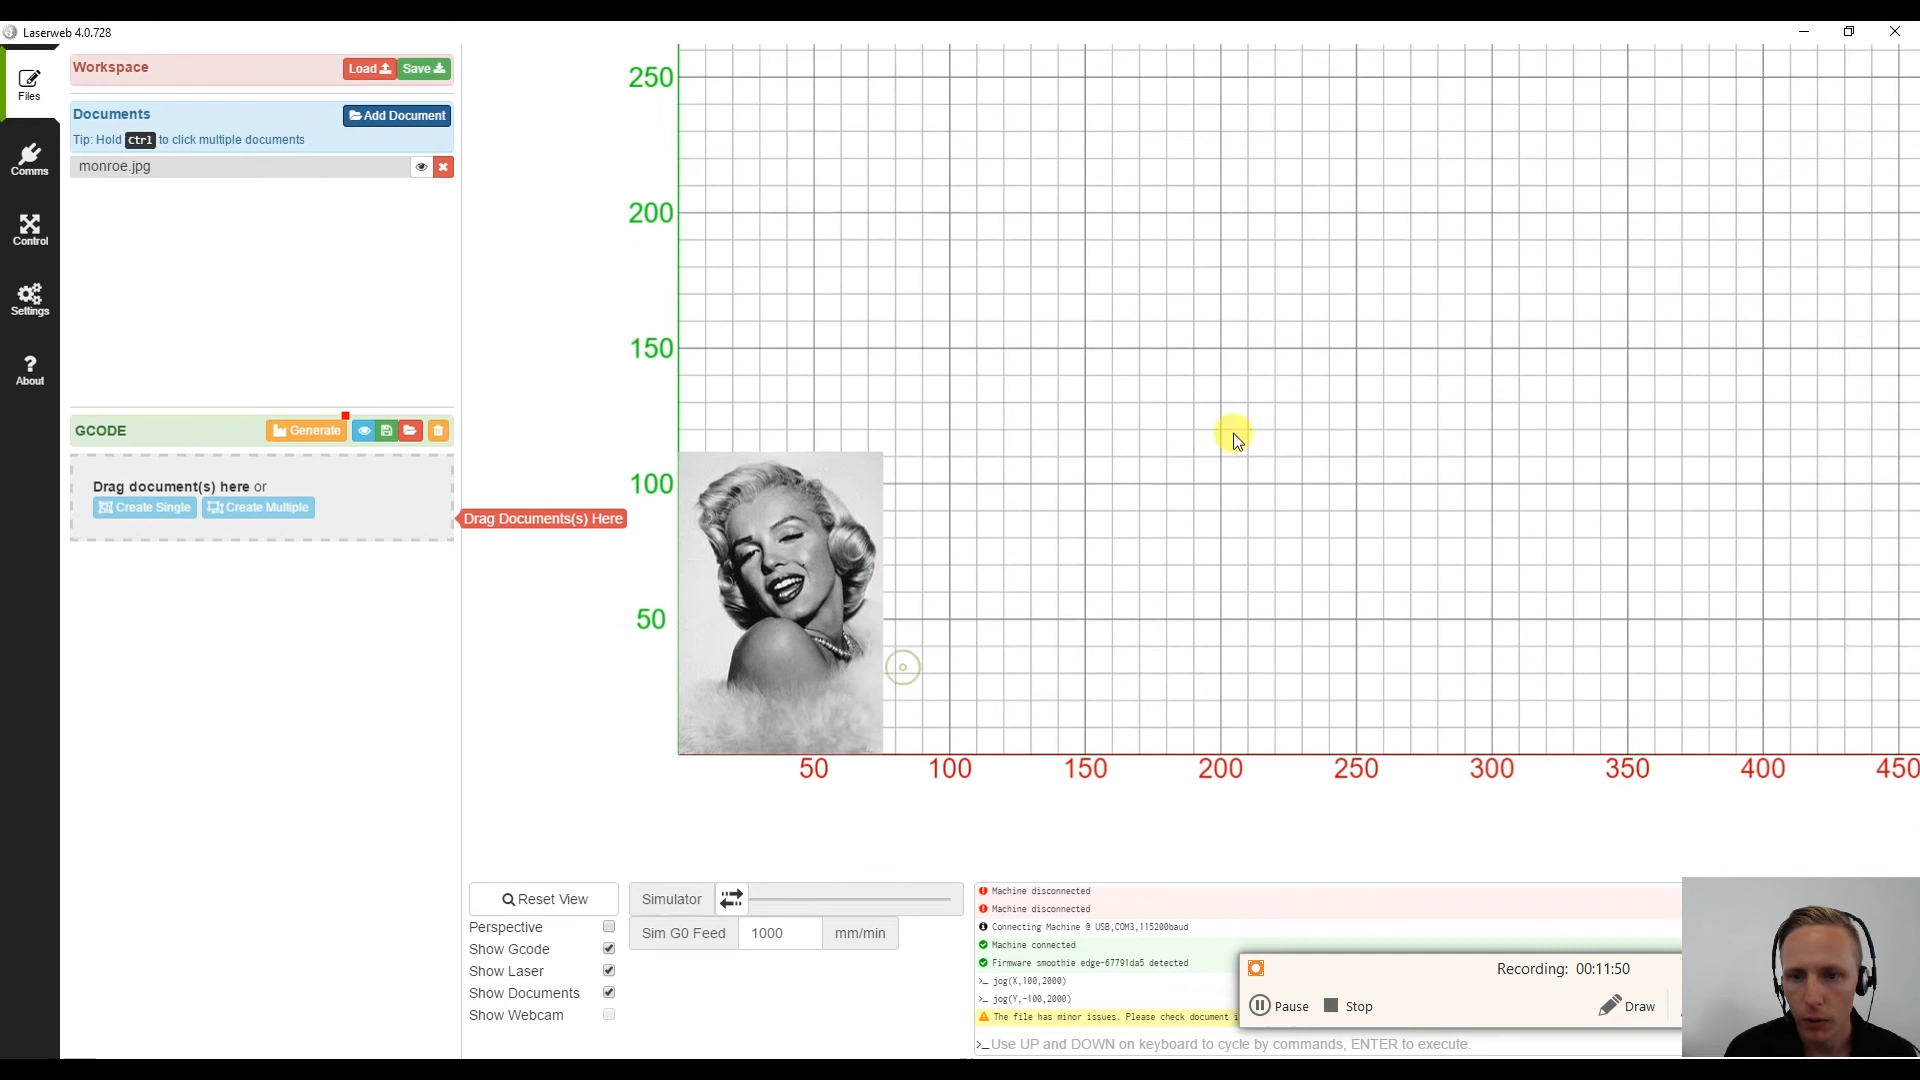 Laserweb 4.0.728
Files
Comms
Control
Settings
?
About
Workspace
Load
Save
Documents
Add Document
Tip: Hold Ctrl to click multiple documents
monroe.jpg
GCODE
Generate
Drag document(s) here or
Create Single
Create Multiple
Drag Documents(s) Here
250
200
150
100
50
50
100
150
200
250
300
350
400
450
Reset View
Perspective
Show Gcode
Show Laser
Show Documents
Show Webcam
Simulator
Sim G0 Feed
1000
mm/min
Machine disconnected
Machine disconnected
Connecting Machine @ USB,COM3,115200baud
Machine connected
Firmware smoothie edge-67791da5 detected
>_ jog(X,100,2000)
>_ jog(Y,-100,2000)
The file has minor issues. Please check document i
>_ Use UP and DOWN on keyboard to cycle by commands, ENTER to execute.
Recording: 00:11:50
Pause
Stop
Draw